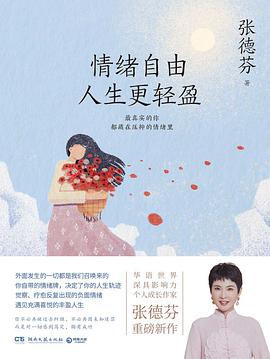 张德芬
著
情绪自由
人生更轻盈
最真实的你
都藏在压抑的情绪里
外面发生的一切都是我们召唤来的
你自带的情绪牌，决定了你的人生轨迹
觉察、疗愈反复出现的负面情绪
遇见充满喜悦的丰盈人生
华语世界
深具影响力
个人成长作家
张德芬
重磅新作
湖南文艺出版社
博集天卷